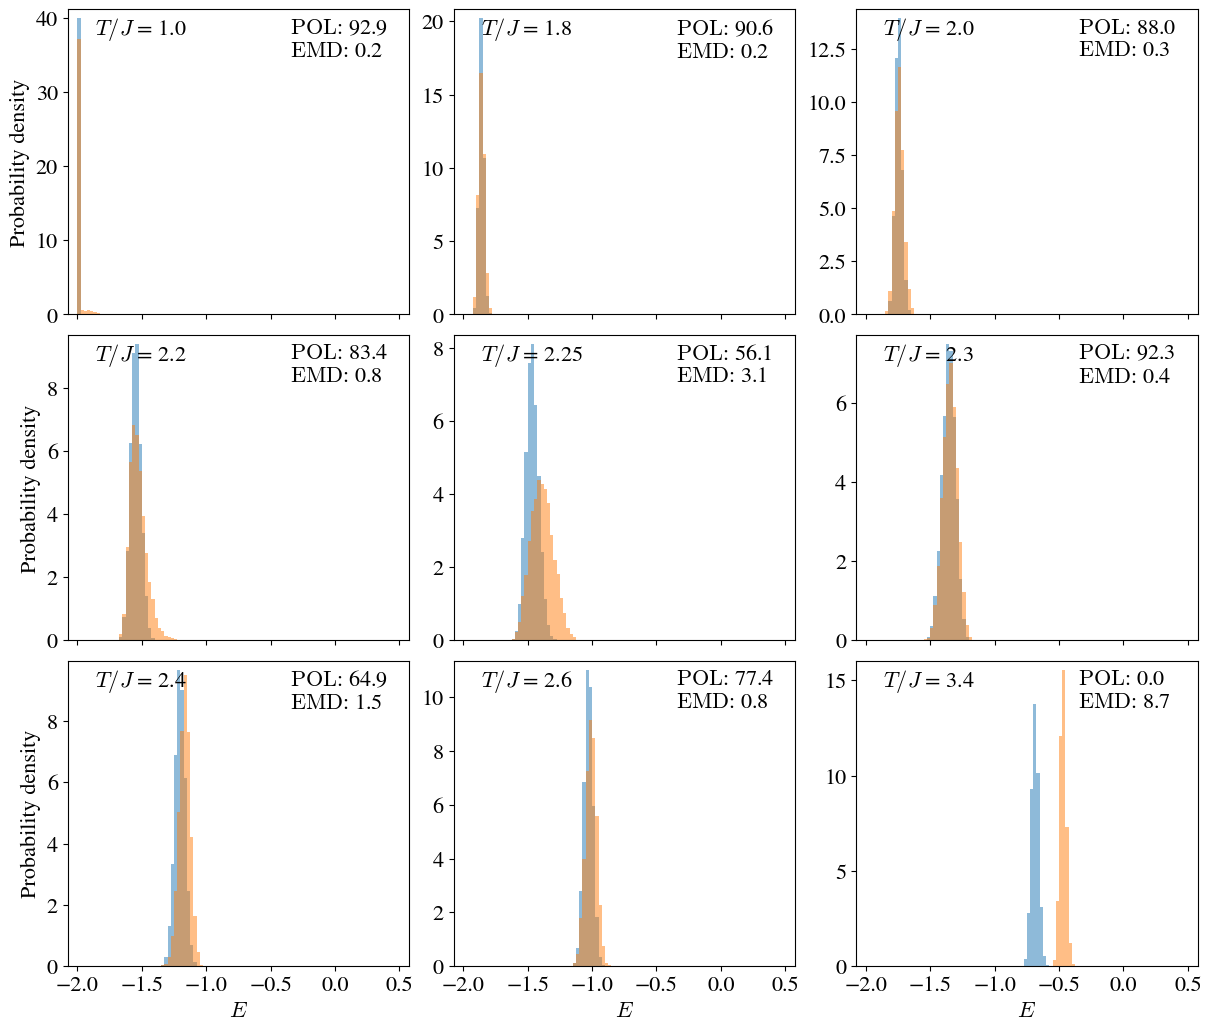 T/J = 1.0
POL: 92.9
EMD: 0.2
40
30
20
10
0
Probability density
T/J = 1.8
POL: 90.6
EMD: 0.2
20
15
10
5
0
T/J = 2.0
POL: 88.0
EMD: 0.3
12.5
10.0
7.5
5.0
2.5
0.0
T/J = 2.2
POL: 83.4
EMD: 0.8
8
6
4
2
0
Probability density
T/J = 2.25
POL: 56.1
EMD: 3.1
8
6
4
2
0
T/J = 2.3
POL: 92.3
EMD: 0.4
6
4
2
0
T/J = 2.4
POL: 64.9
EMD: 1.5
8
6
4
2
0
Probability density
−2.0 −1.5 −1.0 −0.5 0.0 0.5
E
T/J = 2.6
POL: 77.4
EMD: 0.8
10
8
6
4
2
0
−2.0 −1.5 −1.0 −0.5 0.0 0.5
E
T/J = 3.4
POL: 0.0
EMD: 8.7
15
10
5
0
−2.0 −1.5 −1.0 −0.5 0.0 0.5
E